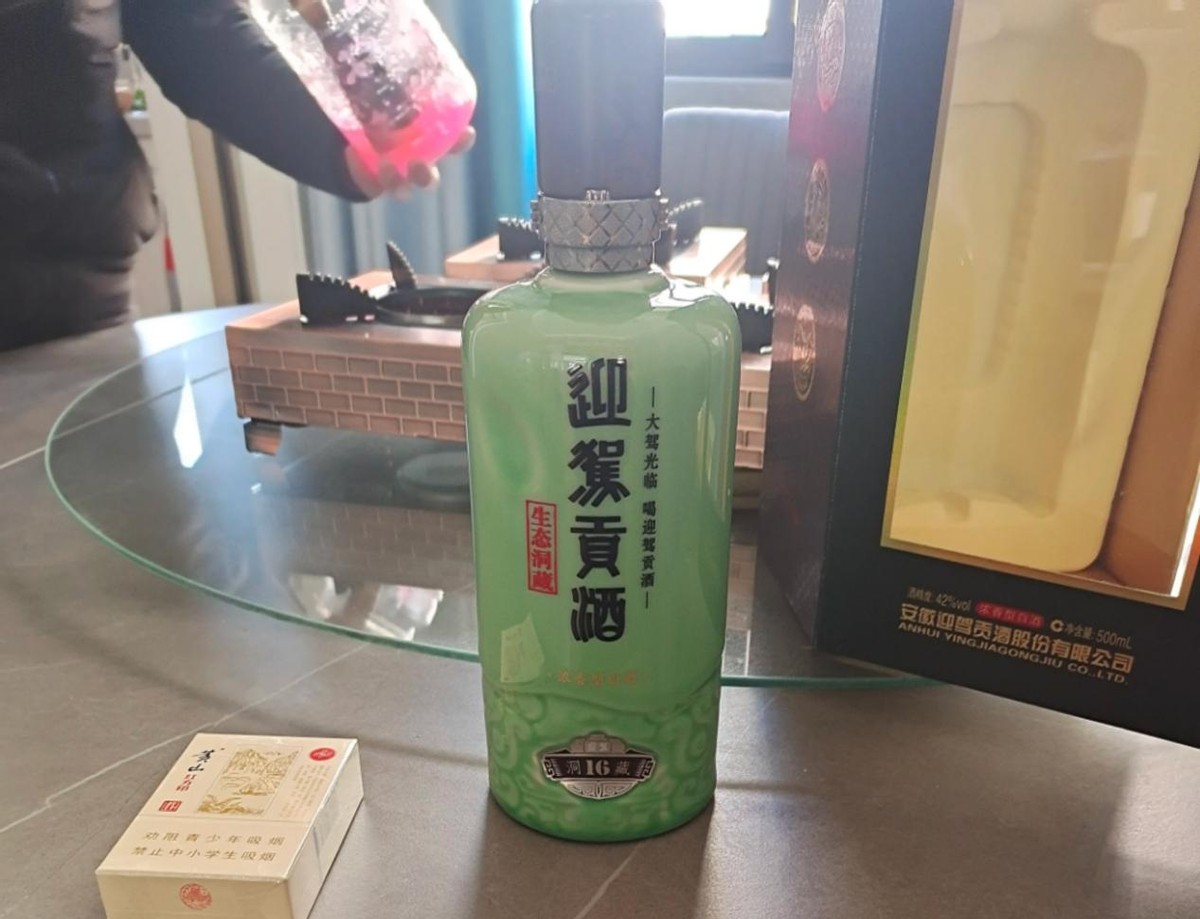 迎駕貢酒
大驾光临 喝迎驾贡酒
生态洞藏
洞16藏
酒精度: 42%vol 浓香型白酒 净含量: 500mL
安徽迎驾贡酒股份有限公司
ANHUI YINGJIAGONGJIU CO.,LTD.
黄山
红方印
劝阻青少年吸烟
禁止中小学生吸烟